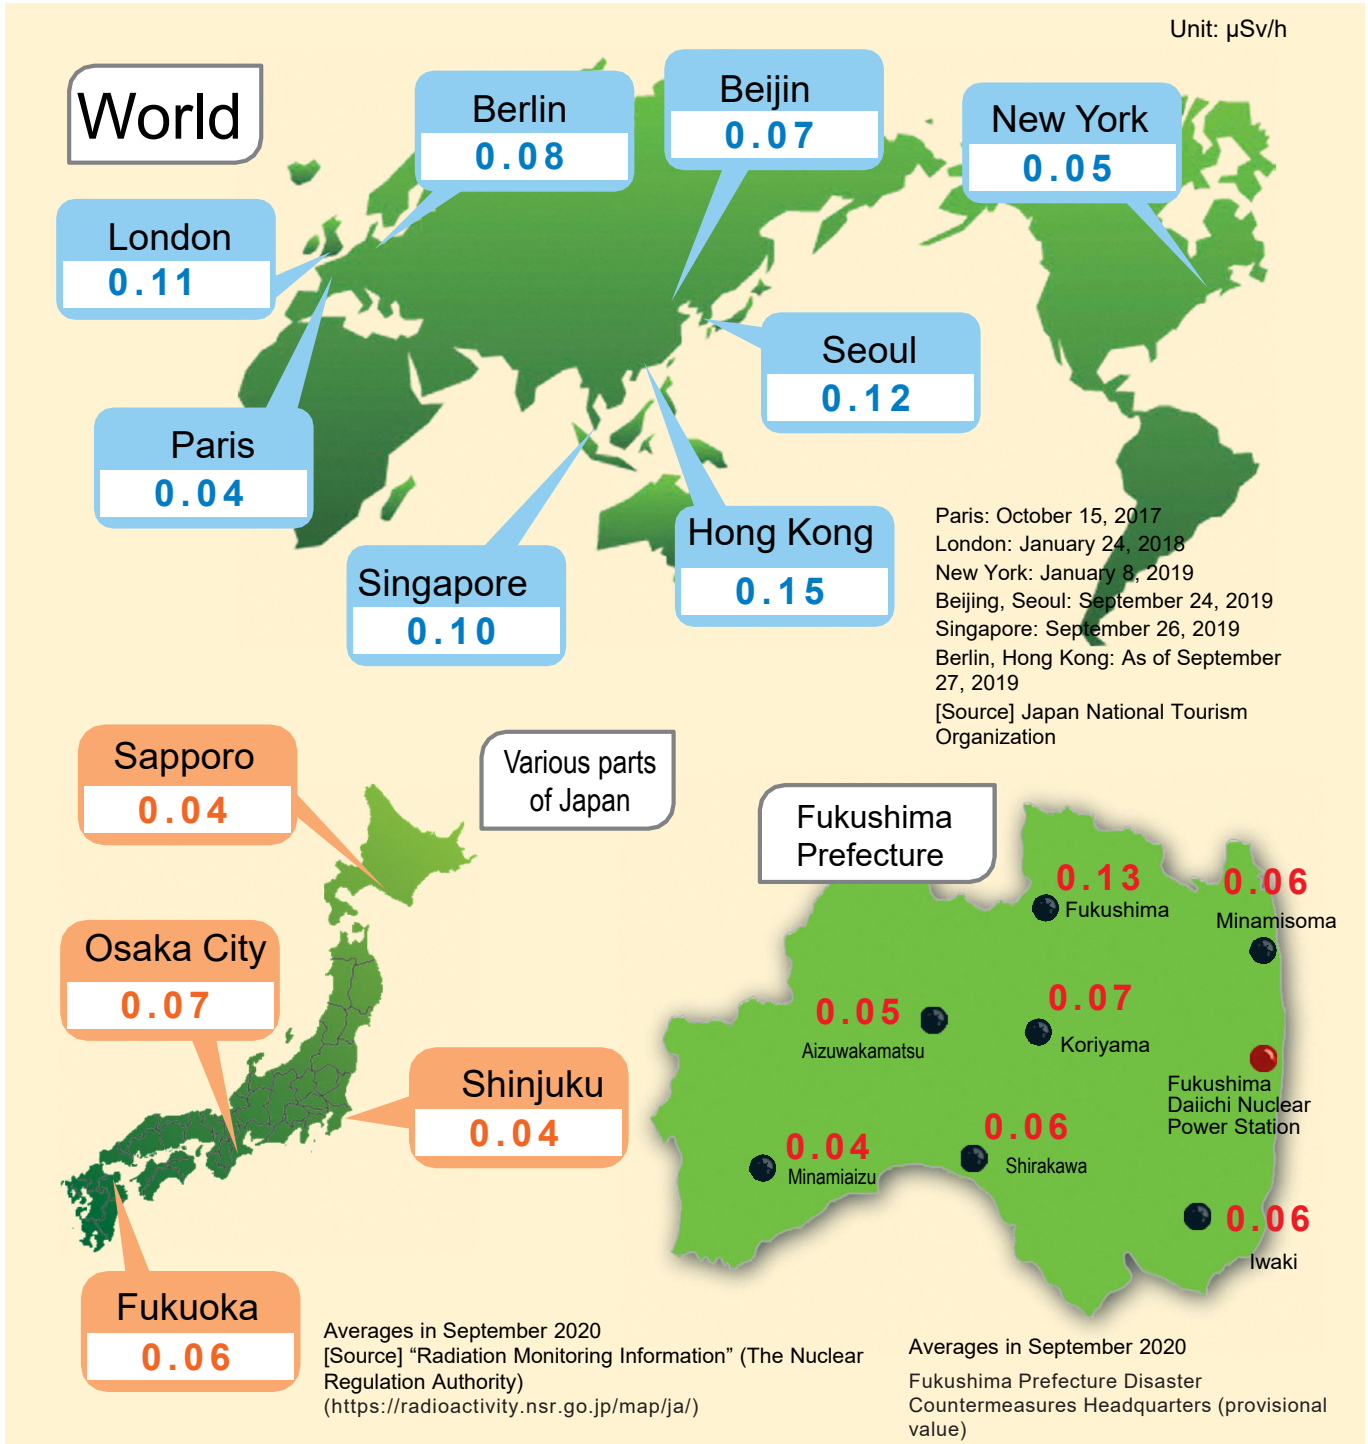 Unit: µSv/h
World
Berlin
0.08
Beijin
0.07
New York
0.05
London
0.11
Seoul
0.12
Paris
0.04
Hong Kong
0.15
Singapore
0.10
Paris: October 15, 2017
London: January 24, 2018
New York: January 8, 2019
Beijing, Seoul: September 24, 2019
Singapore: September 26, 2019
Berlin, Hong Kong: As of September
27, 2019
[Source] Japan National Tourism
Organization
Various parts
of Japan
Sapporo
0.04
Osaka City
0.07
Shinjuku
0.04
Fukuoka
0.06
Averages in September 2020
[Source] “Radiation Monitoring Information” (The Nuclear
Regulation Authority)
(https://radioactivity.nsr.go.jp/map/ja/)
Fukushima
Prefecture
0.13
Fukushima
0.06
Minamisoma
0.05
Aizuwakamatsu
0.07
Koriyama
Fukushima
Daiichi Nuclear
Power Station
0.04
Minamiaizu
0.06
Shirakawa
0.06
Iwaki
Averages in September 2020
Fukushima Prefecture Disaster
Countermeasures Headquarters (provisional
value)